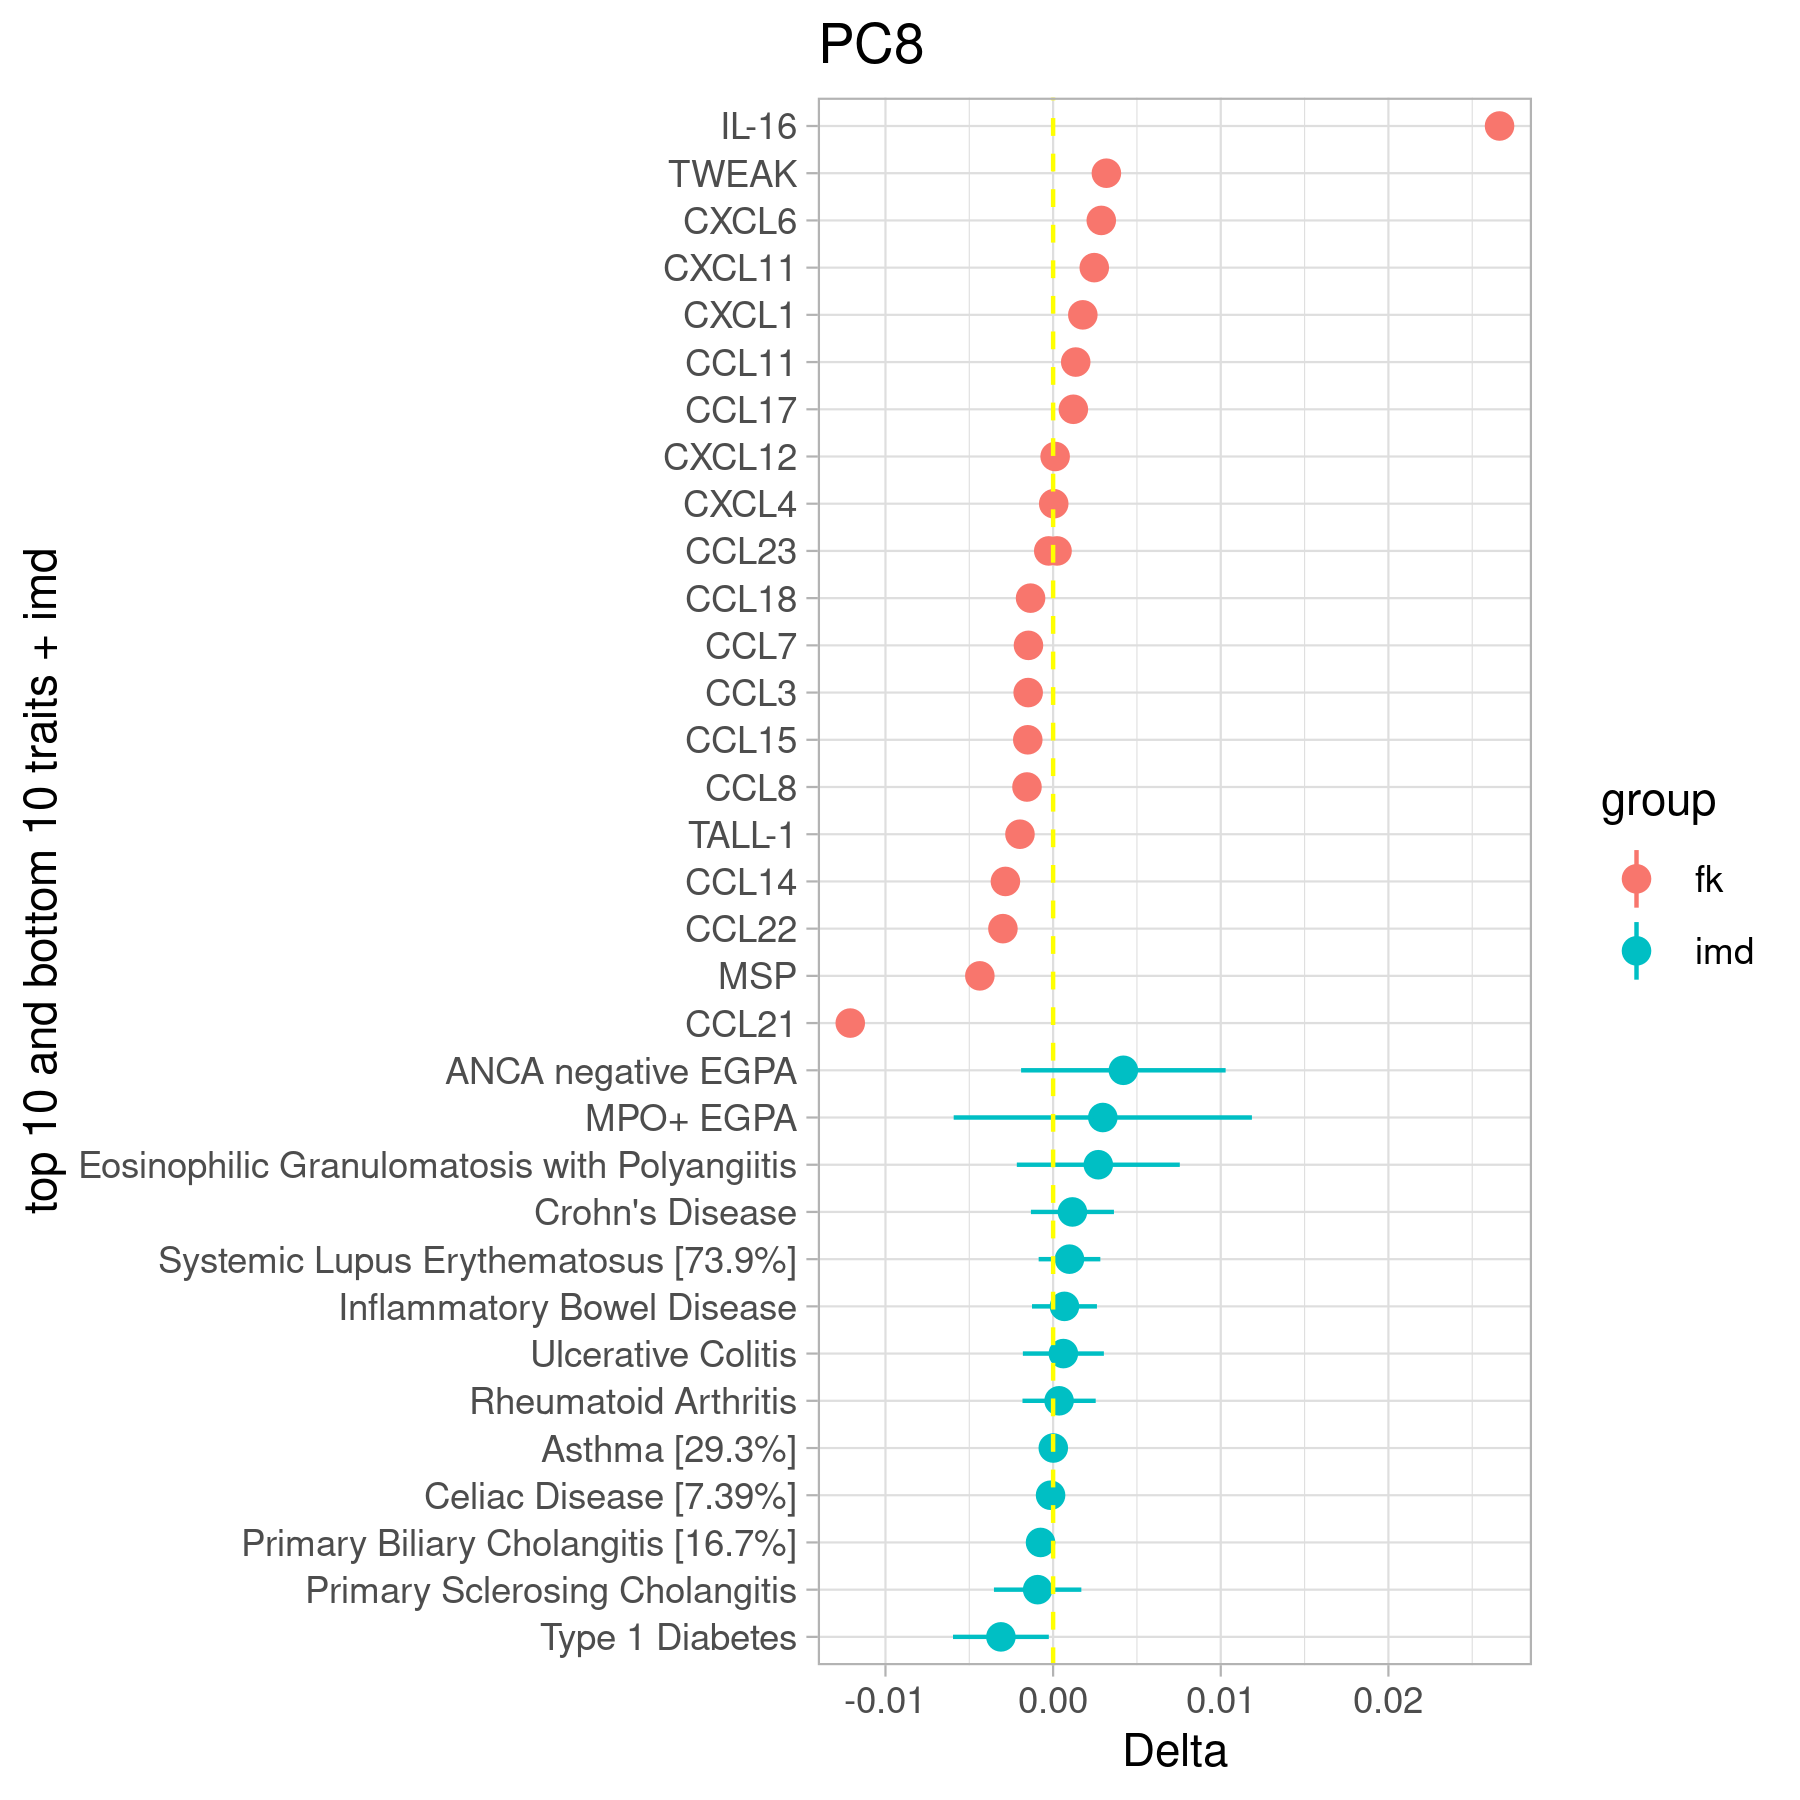 PC8
top 10 and bottom 10 traits + imd
IL-16
TWEAK
CXCL6
CXCL11
CXCL1
CCL11
CCL17
CXCL12
CXCL4
CCL23
CCL18
CCL7
CCL3
CCL15
CCL8
TALL-1
CCL14
CCL22
MSP
CCL21
ANCA negative EGPA
MPO+ EGPA
Eosinophilic Granulomatosis with Polyangiitis
Crohn's Disease
Systemic Lupus Erythematosus [73.9%]
Inflammatory Bowel Disease
Ulcerative Colitis
Rheumatoid Arthritis
Asthma [29.3%]
Celiac Disease [7.39%]
Primary Biliary Cholangitis [16.7%]
Primary Sclerosing Cholangitis
Type 1 Diabetes
-0.01 0.00 0.01 0.02
Delta
group
fk
imd